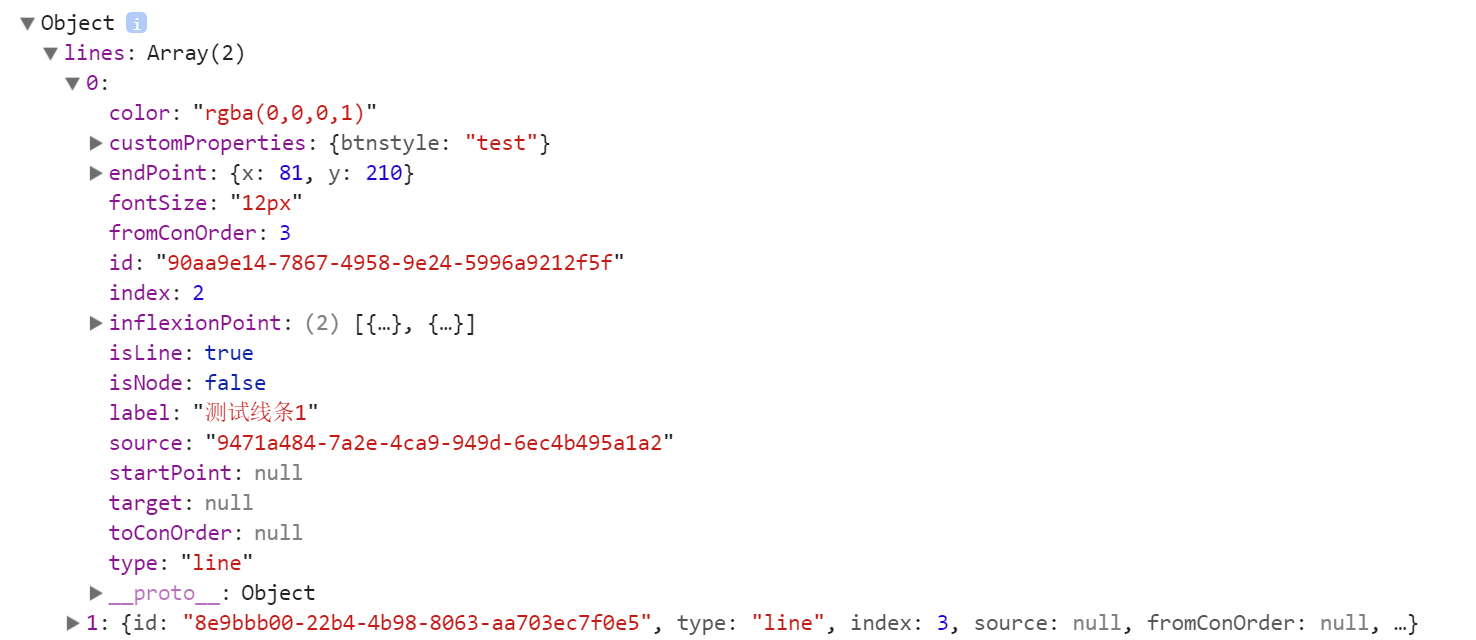 ▼Object i
▼lines: Array(2)
▼0:
color: "rgba(0,0,0,1)"
▶customProperties: {btnstyle: "test"}
▶endPoint: {x: 81, y: 210}
fontSize: "12px"
fromConOrder: 3
id: "90aa9e14-7867-4958-9e24-5996a9212f5f"
index: 2
▶inflexionPoint: (2) [{…}, {…}]
isLine: true
isNode: false
label: "测试线条1"
source: "9471a484-7a2e-4ca9-949d-6ec4b495a1a2"
startPoint: null
target: null
toConOrder: null
type: "line"
▶__proto__: Object
▶1: {id: "8e9bbb00-22b4-4b98-8063-aa703ec7f0e5", type: "line", index: 3, source: null, fromConOrder: null, …}